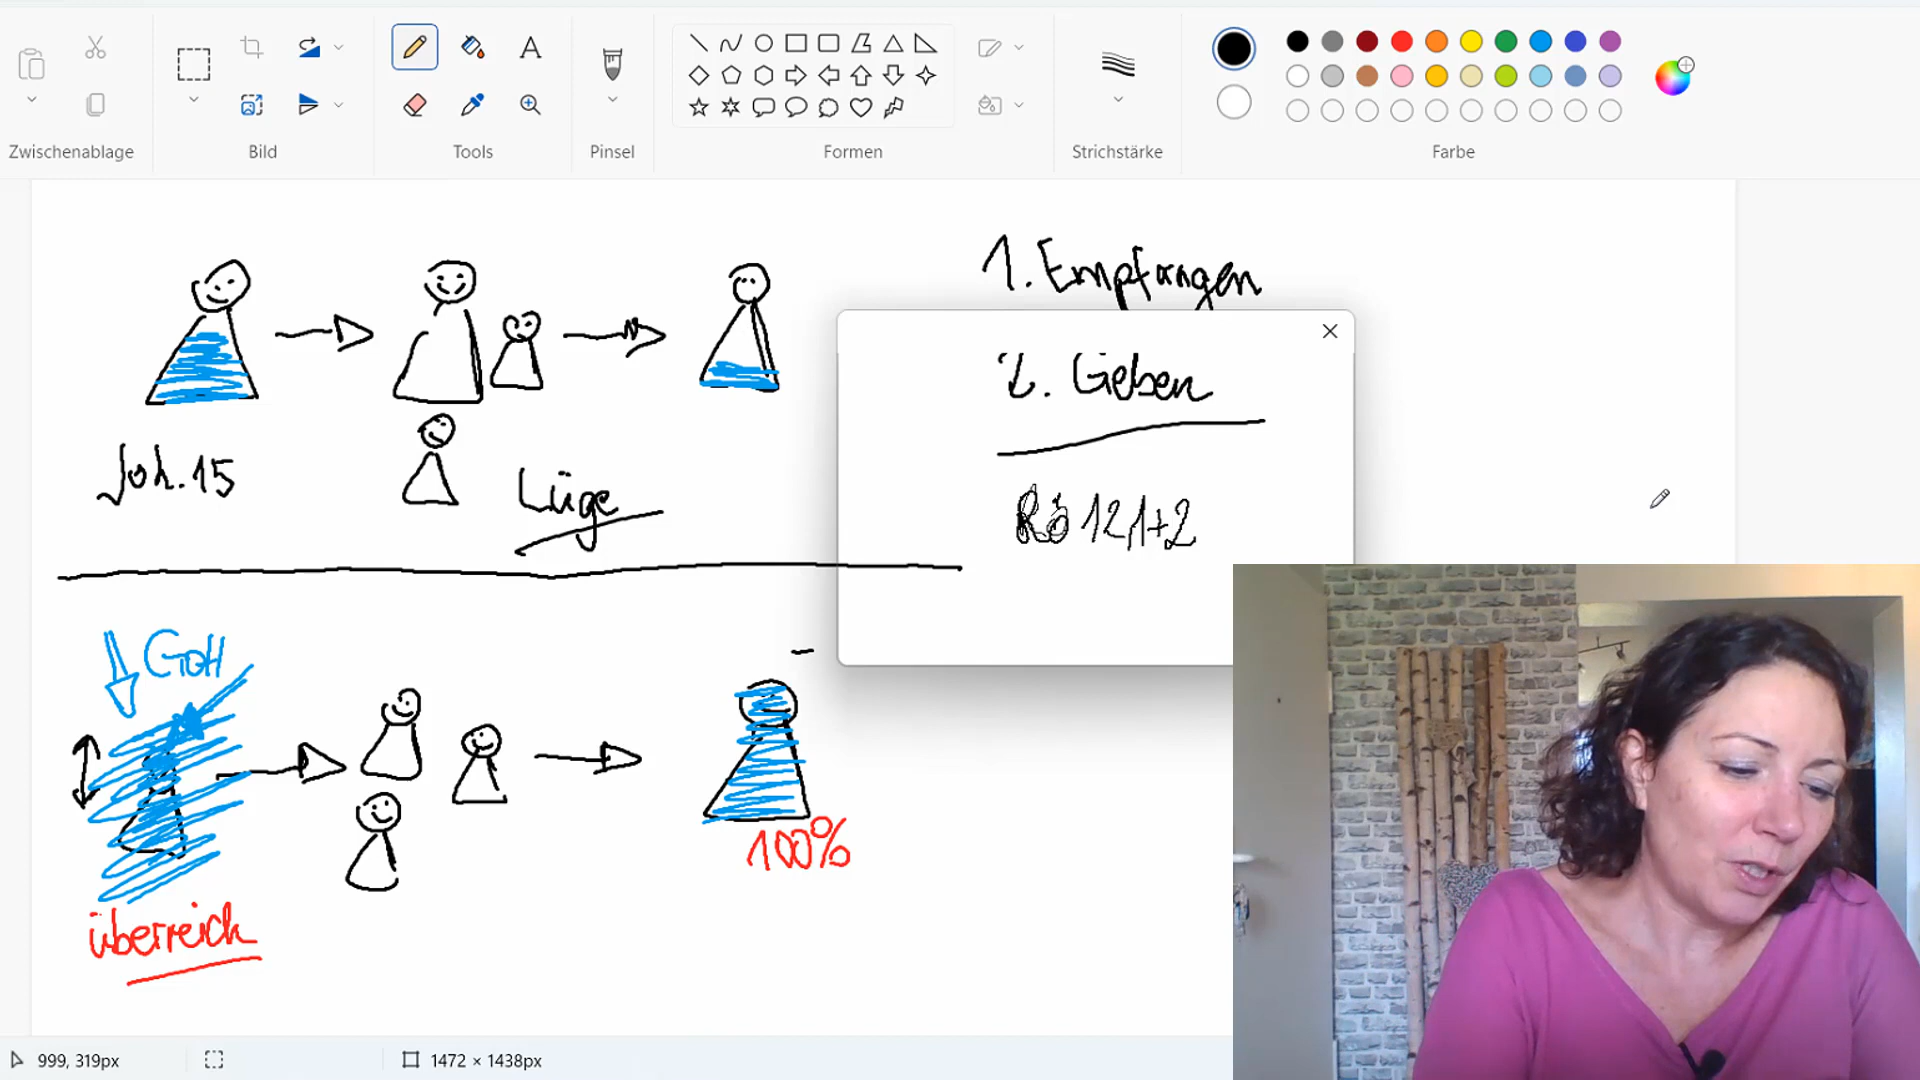 Zwischenablage
Bild
Tools
Pinsel
Formen
Strichstärke
Farbe
1. Empfangen
2. Geben
Rö 12,1+2
Joh. 15
Lüge
Gott
100%
überreich
999, 319px
1472 × 1438px